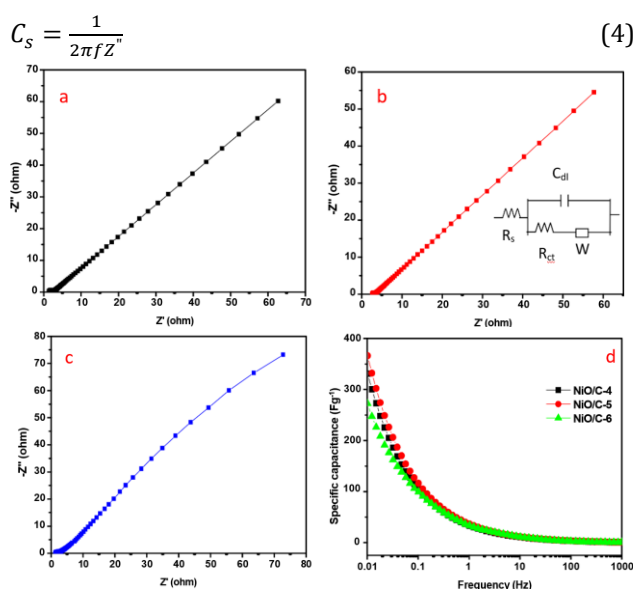 C_s = 1 / 2πfZ" (4)
a
-Z'' (ohm)
70
60
50
40
30
20
10
0
0 10 20 30 40 50 60 70
Z' (ohm)
b
-Z'' (ohm)
60
50
40
30
20
10
0
C_dl
R_s
R_ct
W
0 10 20 30 40 50 60
Z' (ohm)
c
-Z'' (ohm)
80
70
60
50
40
30
20
10
0
0 10 20 30 40 50 60 70 80
Z' (ohm)
d
Specific capacitance (Fg⁻¹)
400
300
200
100
0
NiO/C-4
NiO/C-5
NiO/C-6
0.01 0.1 1 10 100 1000
Frequency (Hz)